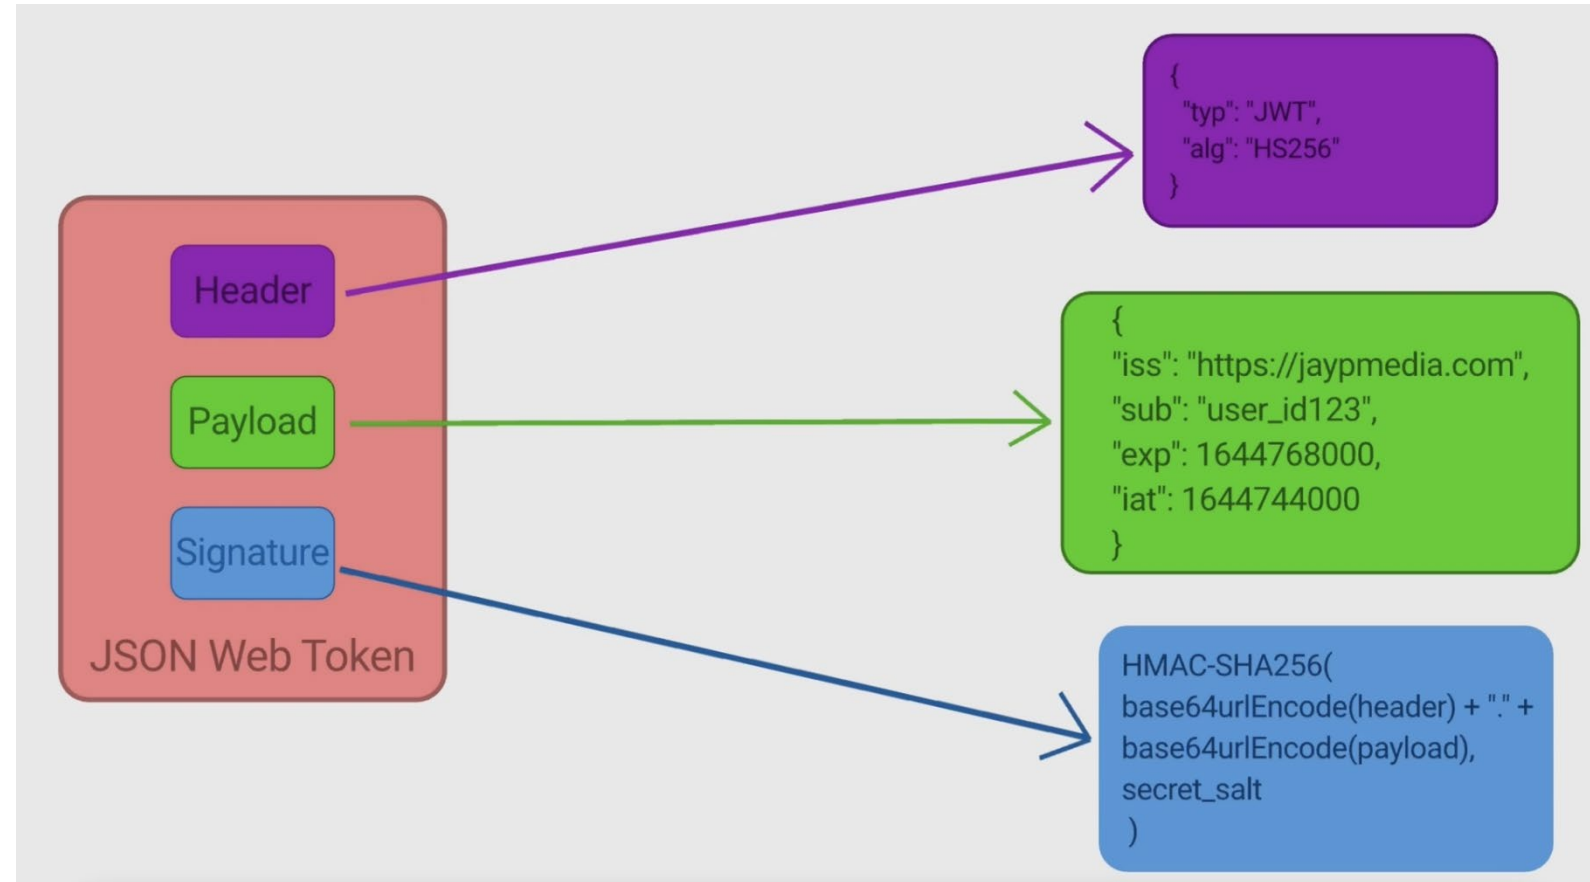 Header
Payload
Signature
JSON Web Token
{
"typ": "JWT",
"alg": "HS256"
}
{
"iss": "https://jaypmedia.com",
"sub": "user_id123",
"exp": 1644768000,
"iat": 1644744000
}
HMAC-SHA256(
base64urlEncode(header) + "." +
base64urlEncode(payload),
secret_salt
)